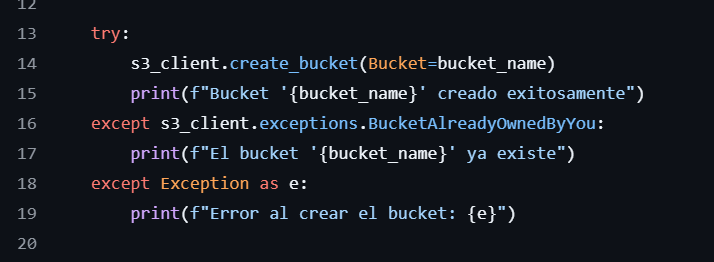 12
13 try:
14 s3_client.create_bucket(Bucket=bucket_name)
15 print(f"Bucket '{bucket_name}' creado exitosamente")
16 except s3_client.exceptions.BucketAlreadyOwnedByYou:
17 print(f"El bucket '{bucket_name}' ya existe")
18 except Exception as e:
19 print(f"Error al crear el bucket: {e}")
20